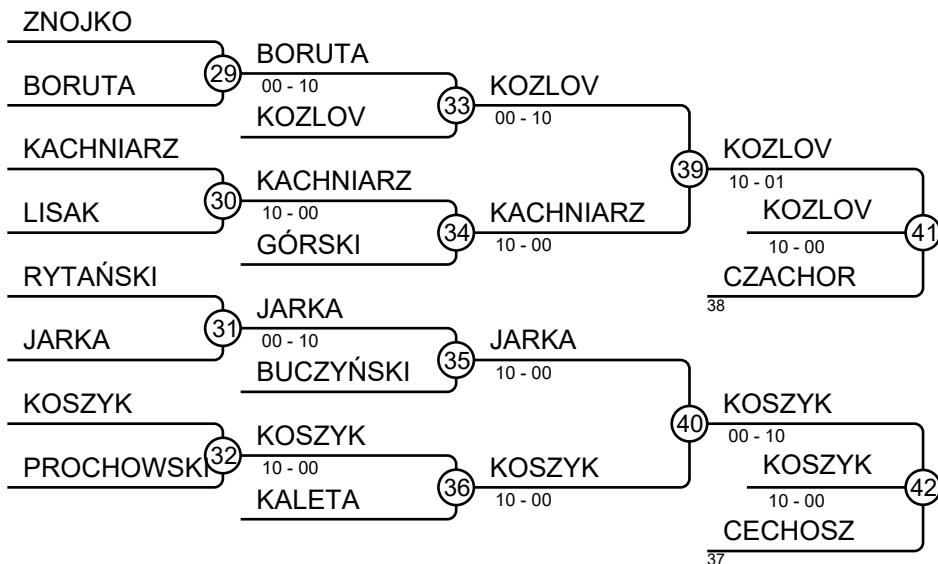 ZNOJKO
BORUTA
29
BORUTA
00 - 10
KOZLOV
33
KOZLOV
00 - 10
KACHNIARZ
LISAK
30
KACHNIARZ
10 - 00
GÓRSKI
34
KACHNIARZ
10 - 00
39
KOZLOV
10 - 01
KOZLOV
10 - 00
41
CZACHOR
38
RYTAŃSKI
JARKA
31
JARKA
00 - 10
BUCZYŃSKI
35
JARKA
10 - 00
KOSZYK
PROCHOWSKI
32
KOSZYK
10 - 00
KALETA
36
KOSZYK
10 - 00
40
KOSZYK
00 - 10
KOSZYK
10 - 00
42
CECHOSZ
37